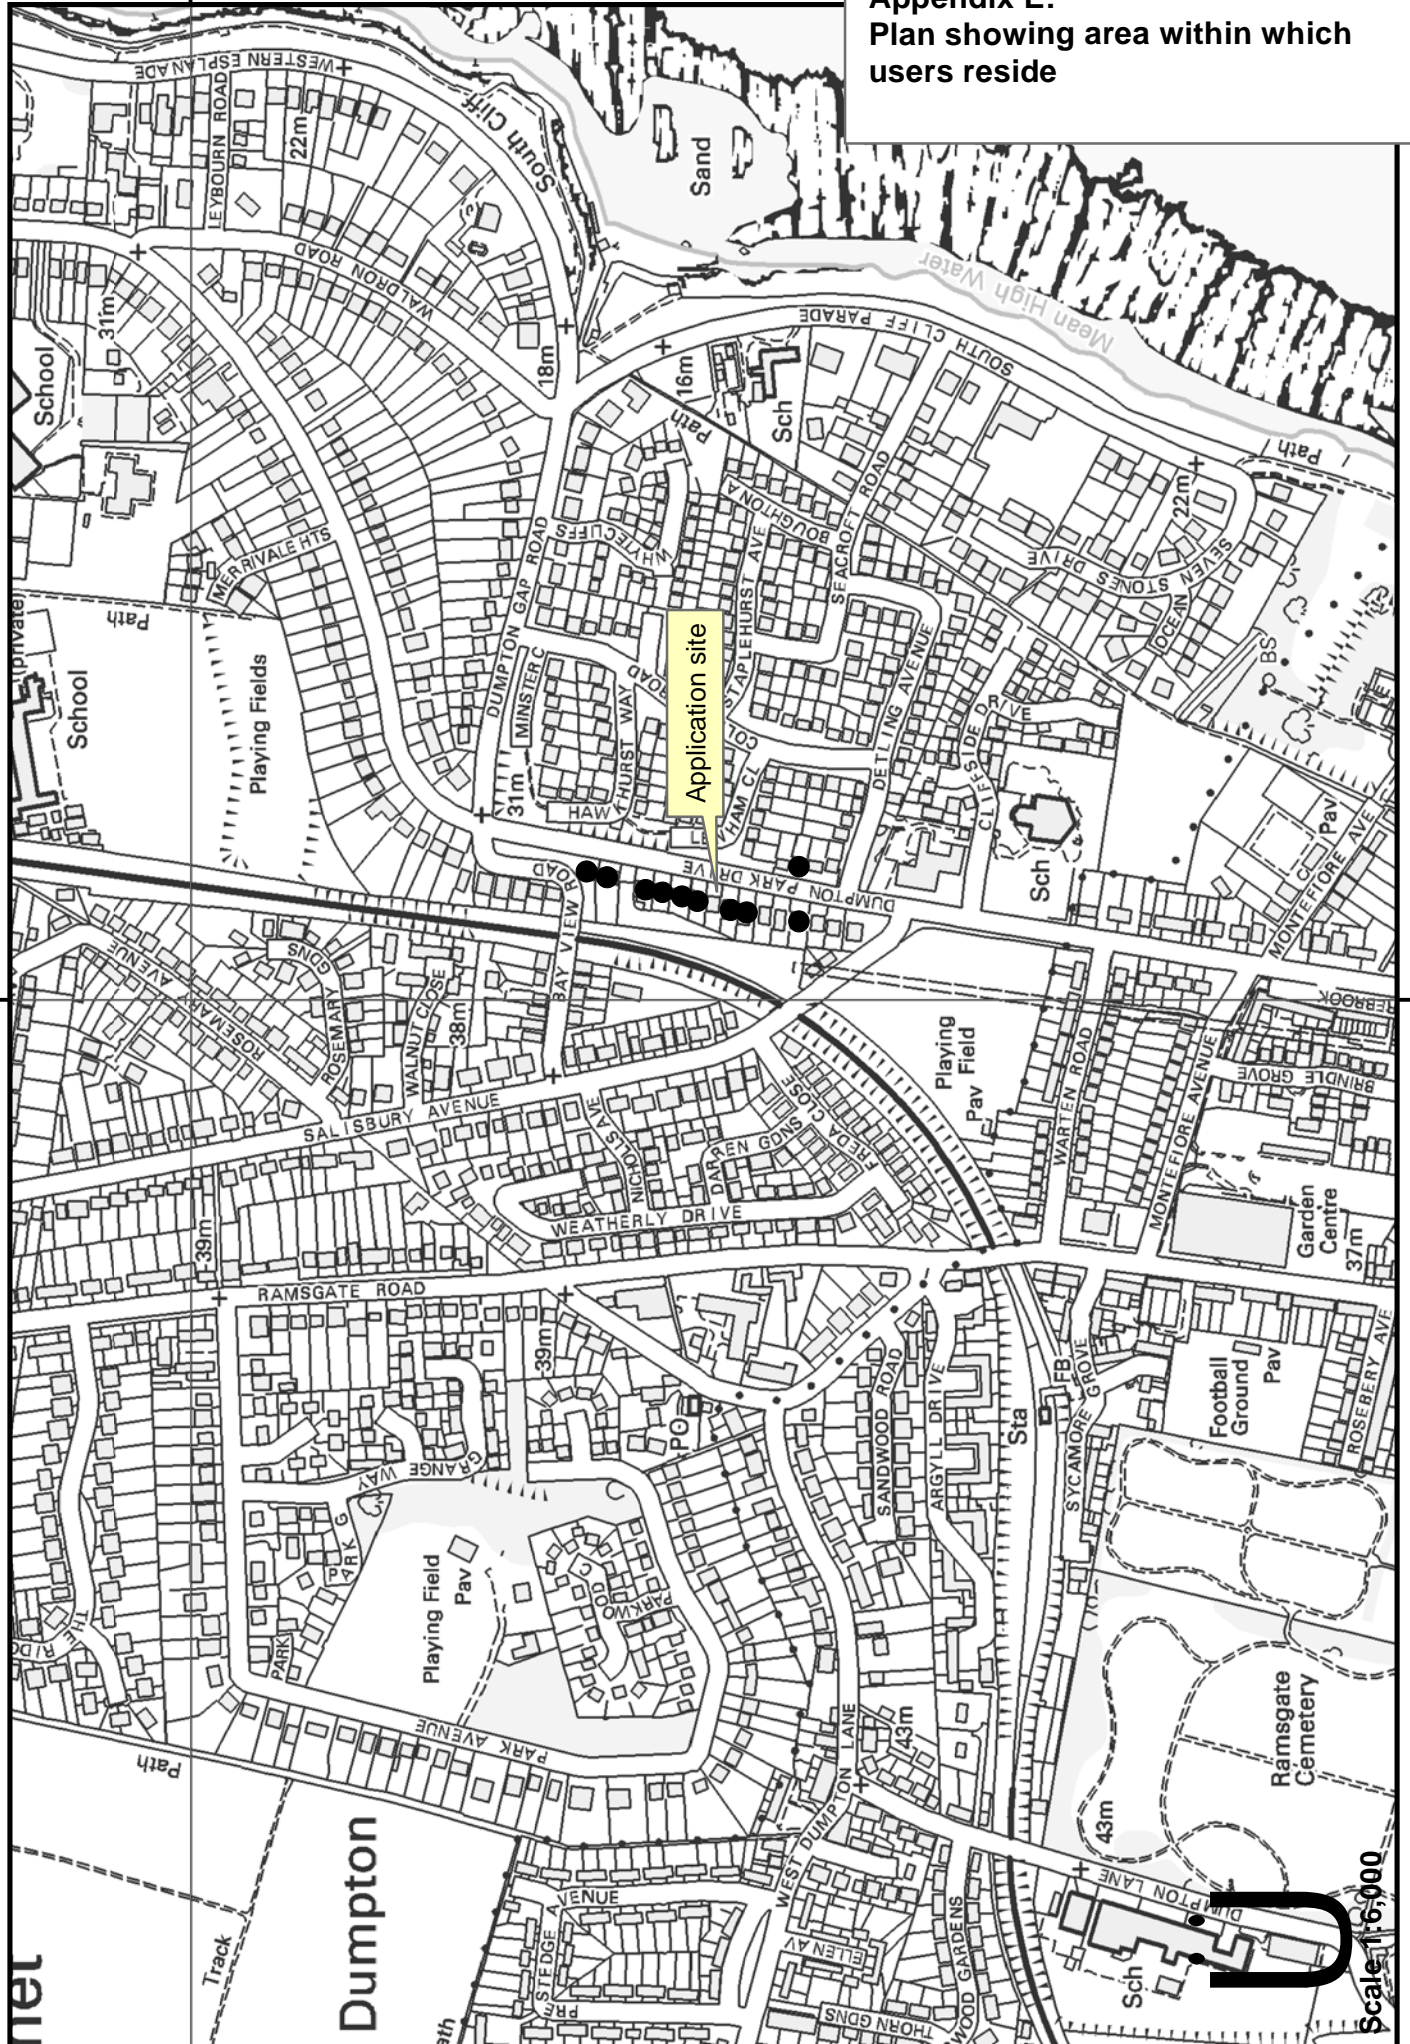 Appendix E:
Plan showing area within which
users reside
WESTERN ESPLANADE
LEYBOURN ROAD
22m
South Cliff
Sand
WALDRON ROAD
31m
School
18m
Mean High Water
SOUTH CLIFF PARADE
16m
Path
Sch
MERRIVALE HTS
Path
(private)
School
Playing Fields
DUMPTON GAP ROAD
WHYTECLIFFS
BOUGHTON A
STAPLEHURST AVE
SEACROFT ROAD
Path
22m
SEVEN STONES DRIVE
OCEAN
BS
MINSTER C
31m
HAWKHURST WAY
ROAD
Application site
DETLING AVENUE
CLIFFSIDE DRIVE
Sch
Pav
MONTEFIORE AVE
DUMPTON PARK DRIVE
BAY VIEW ROAD
ROSEMARY AVENUE
ROSEMARY GDNS
WALNUT CLOSE
38m
SALISBURY AVENUE
NICHOLLS AVE
DARREN GDNS
FREDA CLOSE
WEATHERLY DRIVE
Playing
Field
Pav
WARTEN ROAD
MONTEFIORE AVENUE
REBROOK
BRINDLE GROVE
Garden
Centre
37m
39m
RAMSGATE ROAD
39m
PO
SANDWOOD ROAD
ARGYLL DRIVE
Sta
FB
SYCAMORE GROVE
Football
Ground
Pav
ROSEBERY AVE
GRANGE WAY
PARK G
PARK
Playing Field
Pav
PARKWOOD C
THE RIDG
PARK AVENUE
Path
Track
Dumpton
net
WEST DUMPTON LANE
43m
PRESTEDGE AVENUE
ELLEN AV
THORN GDNS
WOOD GARDENS
43m
Ramsgate
Cemetery
DUMPTON LANE
Sch
ath
Scale 1:6,000